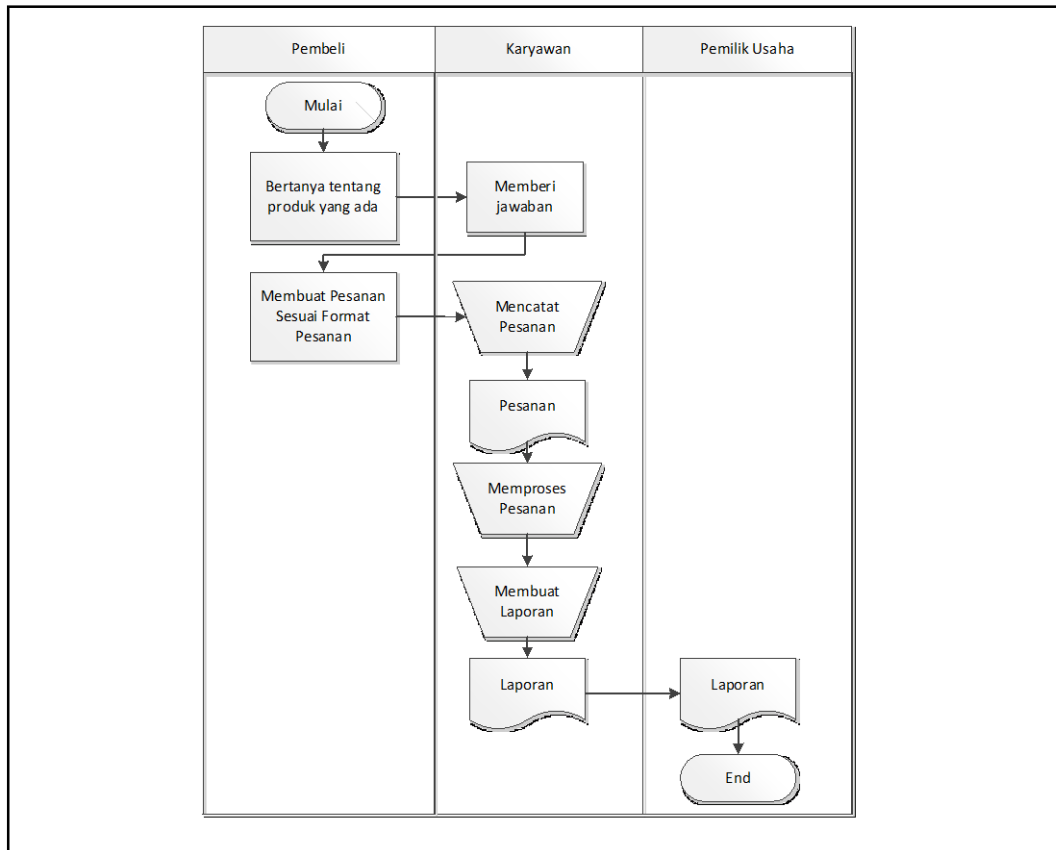 Pembeli
Karyawan
Pemilik Usaha
Mulai
Bertanya tentang
produk yang ada
Memberi
jawaban
Membuat Pesanan
Sesuai Format
Pesanan
Mencatat
Pesanan
Pesanan
Memproses
Pesanan
Membuat
Laporan
Laporan
Laporan
End